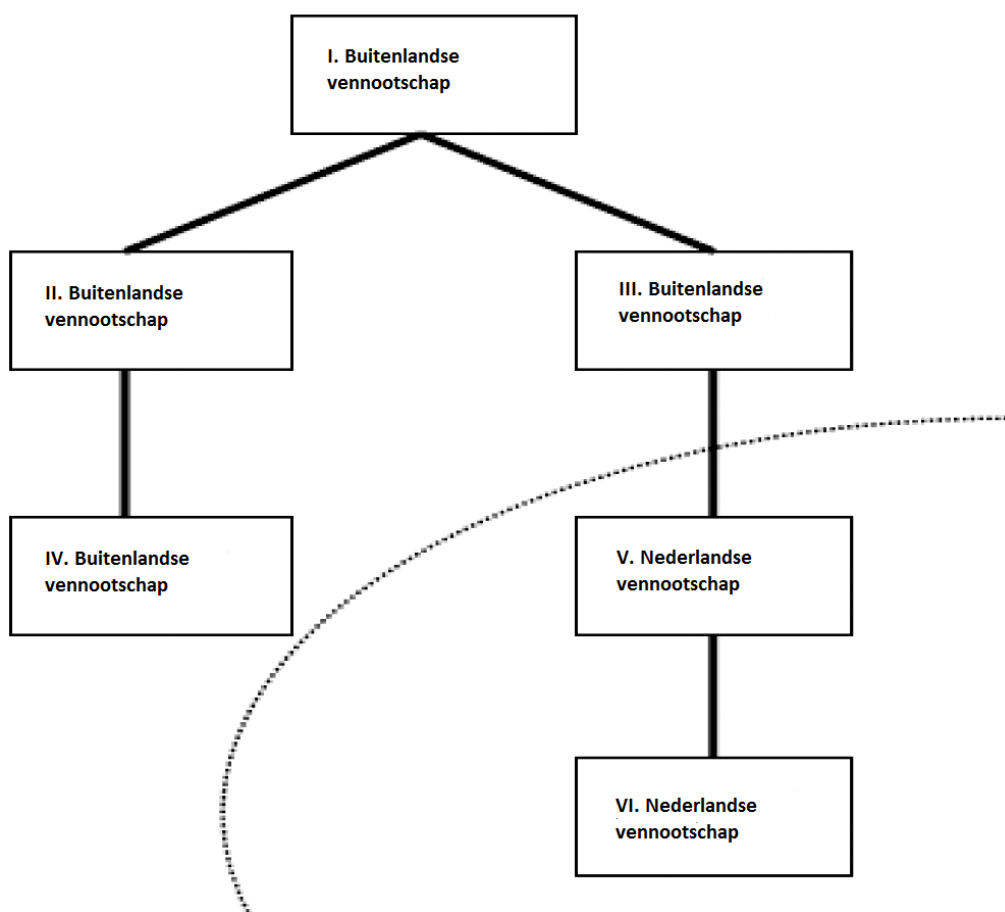 I. Buitenlandse
vennootschap
II. Buitenlandse
vennootschap
III. Buitenlandse
vennootschap
IV. Buitenlandse
vennootschap
V. Nederlandse
vennootschap
VI. Nederlandse
vennootschap